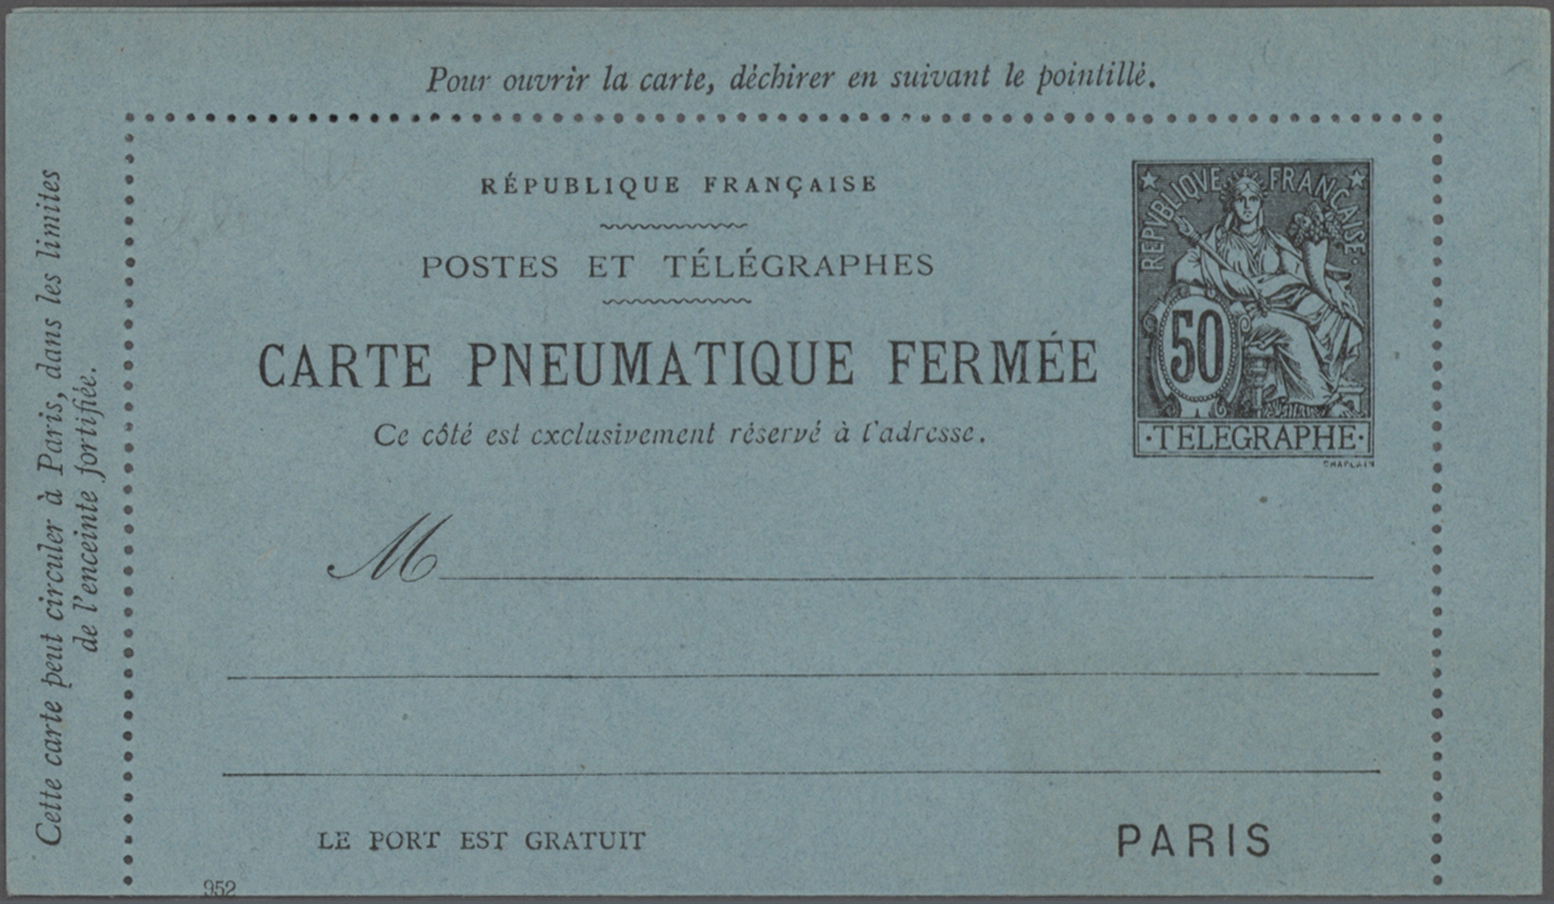 Pour ouvrir la carte, déchirer en suivant le pointillé.
Cette carte peut circuler à Paris, dans les limites
de l'enceinte fortifiée.
RÉPUBLIQUE FRANÇAISE
POSTES ET TÉLÉGRAPHES
CARTE PNEUMATIQUE FERMÉE
Ce côté est exclusivement réservé à l'adresse.
REPVBLIQVE FRANÇAISE
50
·TELEGRAPHE·
CHAPLAIN
M
LE PORT EST GRATUIT
PARIS
952